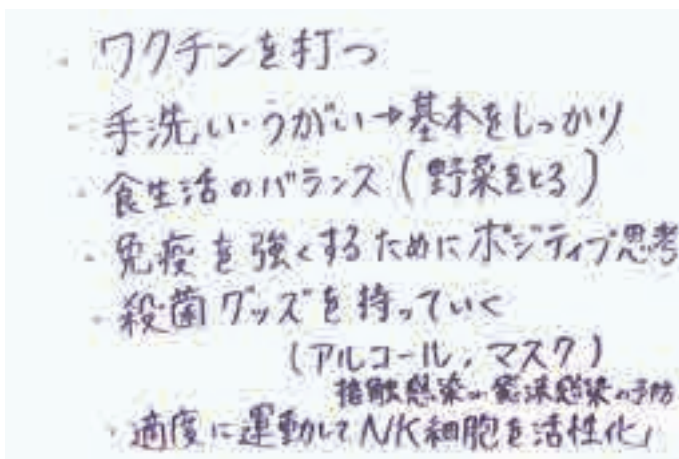 ・ワクチンを打つ
・手洗い・うがい→基本をしっかり
・食生活のバランス(野菜をとる)
・免疫を強くするためにポジティブ思考
・殺菌グッズを持っていく
(アルコール,マスク)
接触感染や飛沫感染の予防
・適度に運動してNK細胞を活性化